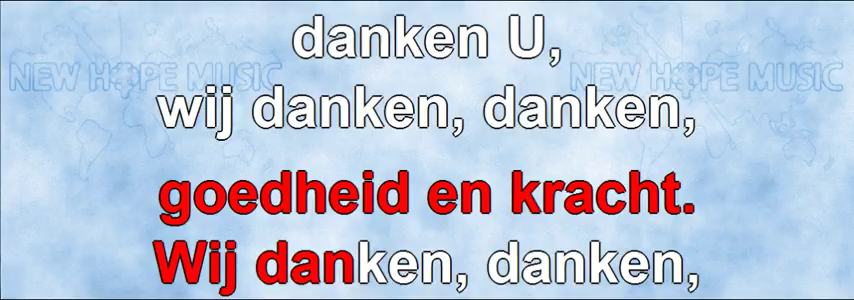 danken U,
NEW HOPE MUSIC NEW HOPE MUSIC
wij danken, danken,
goedheid en kracht.
Wij danken, danken,